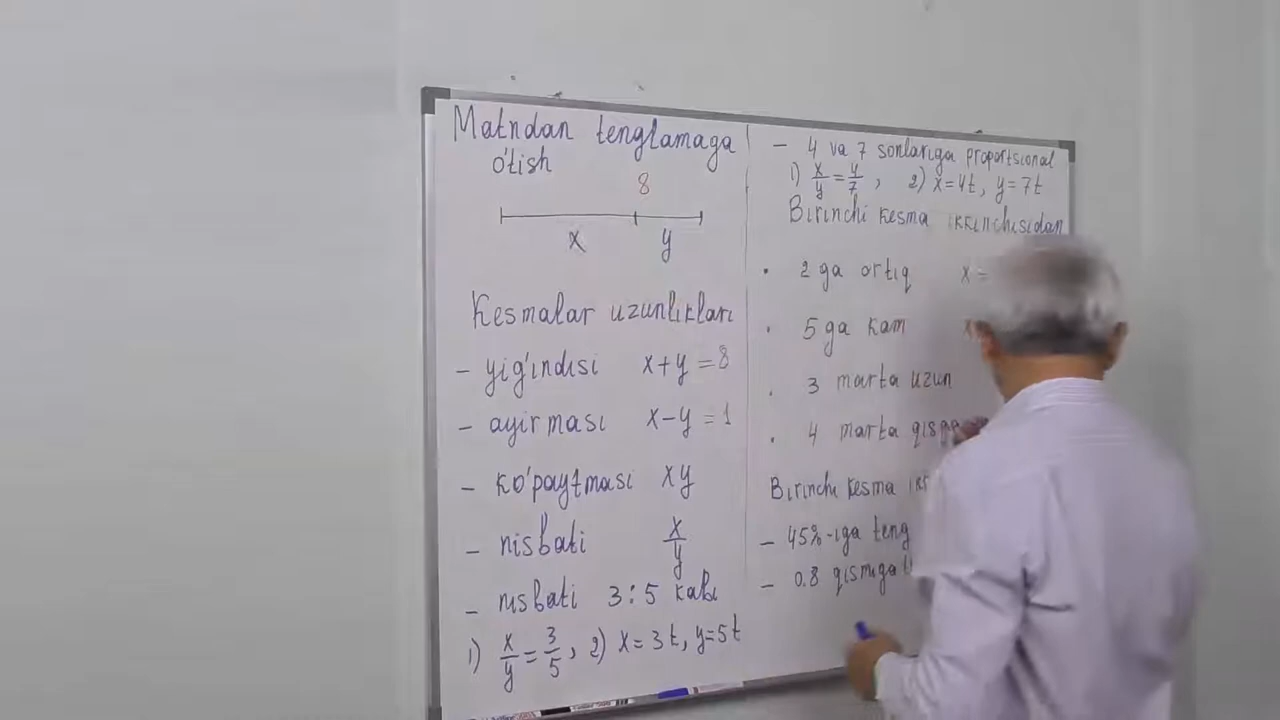 Matndan tenglamaga
o'tish
8
x y
Kesmalar uzunliklari
- yig'indisi x+y=8
- ayirmasi x-y=1
- ko'paytmasi xy
- nisbati x/y
- nisbati 3:5 kabi
1) x/y=3/5, 2) x=3t, y=5t
- 4 va 7 sonlariga proportsional
1) x/y=4/7, 2) x=4t, y=7t
Birinchi kesma ikkinchisidan
• 2 ga ortiq x=
• 5 ga kam
• 3 marta uzun
• 4 marta
Birinchi kesma
- 45%-iga teng
- 0.8 qismiga